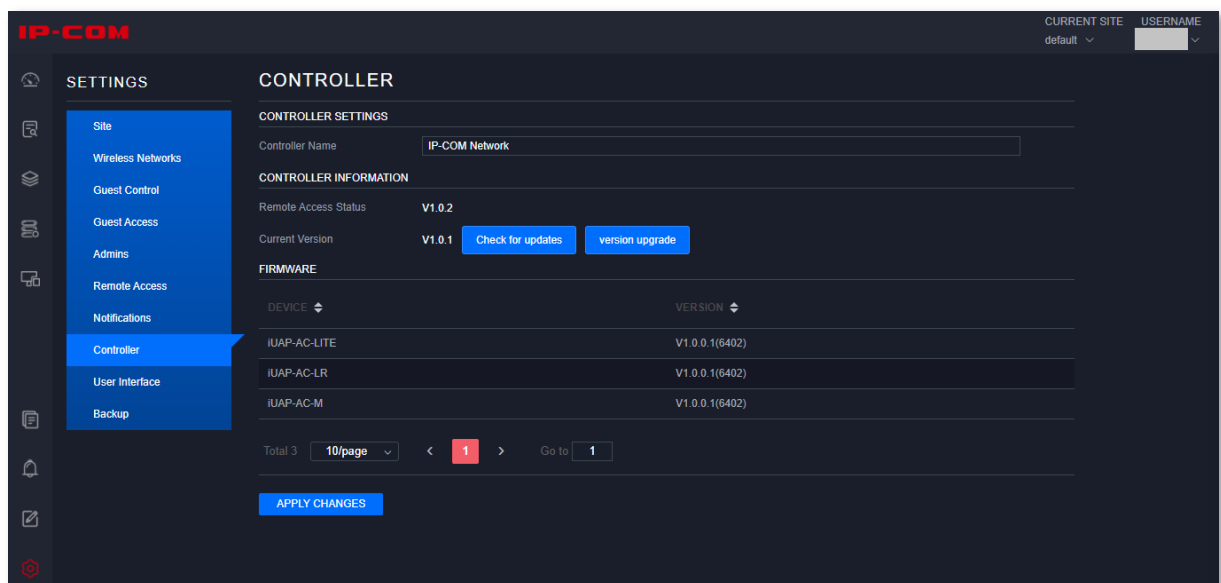 IP-COM
CURRENT SITE USERNAME
default
SETTINGS
Site
Wireless Networks
Guest Control
Guest Access
Admins
Remote Access
Notifications
Controller
User Interface
Backup
CONTROLLER
CONTROLLER SETTINGS
Controller Name IP-COM Network
CONTROLLER INFORMATION
Remote Access Status V1.0.2
Current Version V1.0.1 Check for updates version upgrade
FIRMWARE
DEVICE VERSION
iUAP-AC-LITE V1.0.0.1(6402)
iUAP-AC-LR V1.0.0.1(6402)
iUAP-AC-M V1.0.0.1(6402)
Total 3 10/page < 1 > Go to 1
APPLY CHANGES